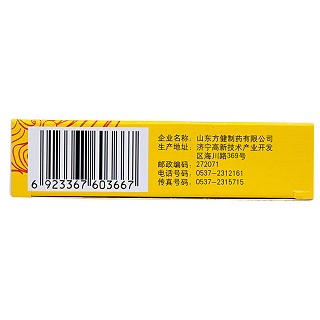 企业名称: 山东方健制药有限公司
生产地址: 济宁高新技术产业开发
区海川路369号
邮政编码: 272071
电话号码: 0537-2312161
传真号码: 0537-2315715
6 923367 603667